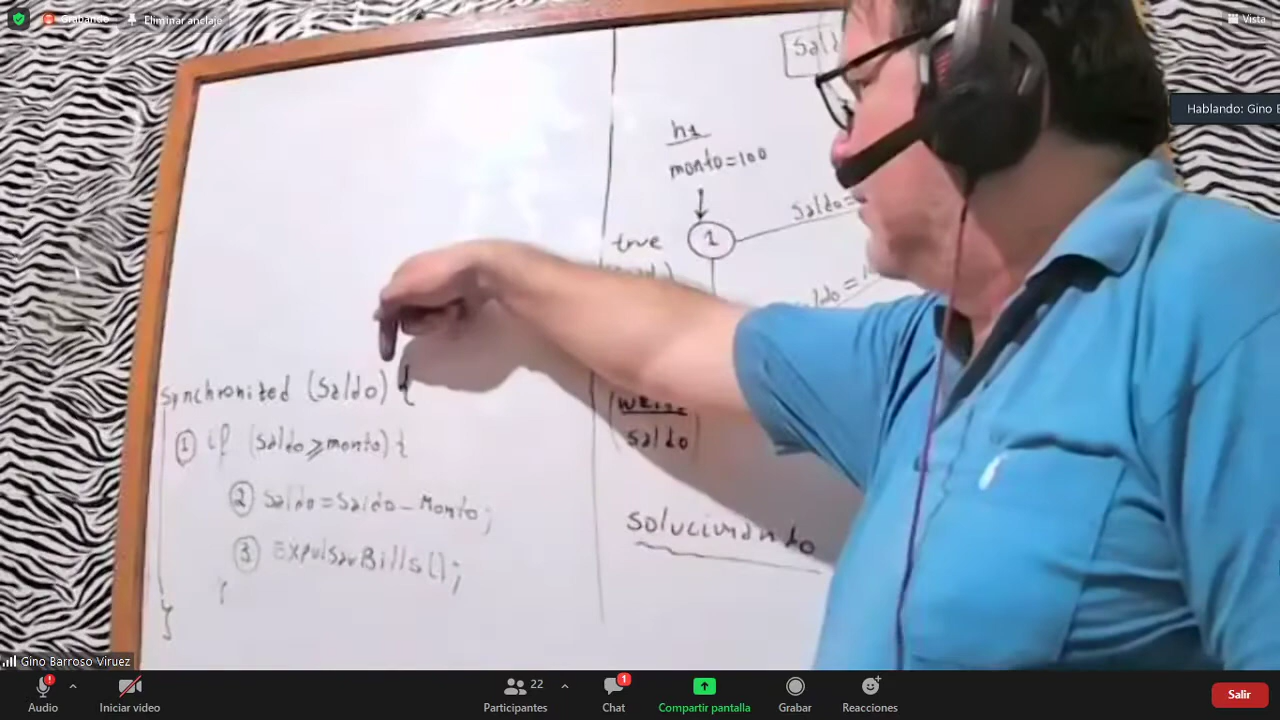 Grabando
Eliminar anclaje
Vista
Hablando: Gino B
h1
monto=100
1
true
saldo=
synchronized (saldo) {
1 if (saldo≥monto) {
2 saldo=saldo-Monto;
3 ExpulsarBills();
}
}
saldo
solucionando
Gino Barroso Viruez
Audio
Iniciar video
22
Participantes
1
Chat
Compartir pantalla
Grabar
Reacciones
Salir